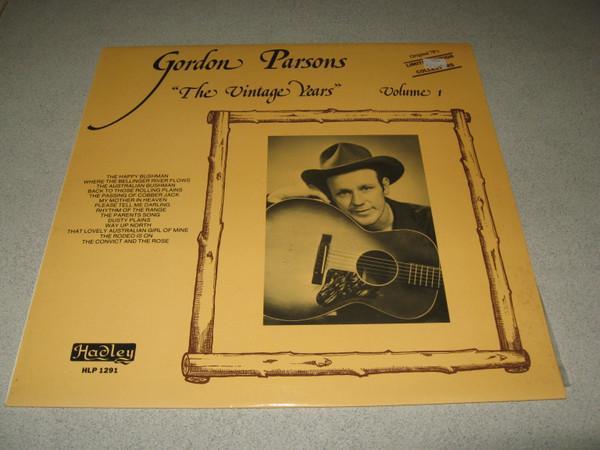 Gordon Parsons
"The Vintage Years" Volume 1
Original 78's
THE HAPPY BUSHMAN
WHERE THE BELLINGER RIVER FLOWS
THE AUSTRALIAN BUSHMAN
BACK TO THOSE ROLLING PLAINS
THE PASSING OF COBBER JACK
MY MOTHER IN HEAVEN
PLEASE TELL ME DARLING
RHYTHM OF THE RANGE
THE PARENTS SONG
DUSTY PLAINS
WAY UP NORTH
THAT LOVELY AUSTRALIAN GIRL OF MINE
THE RODEO IS ON
THE CONVICT AND THE ROSE
Hadley
HLP 1291